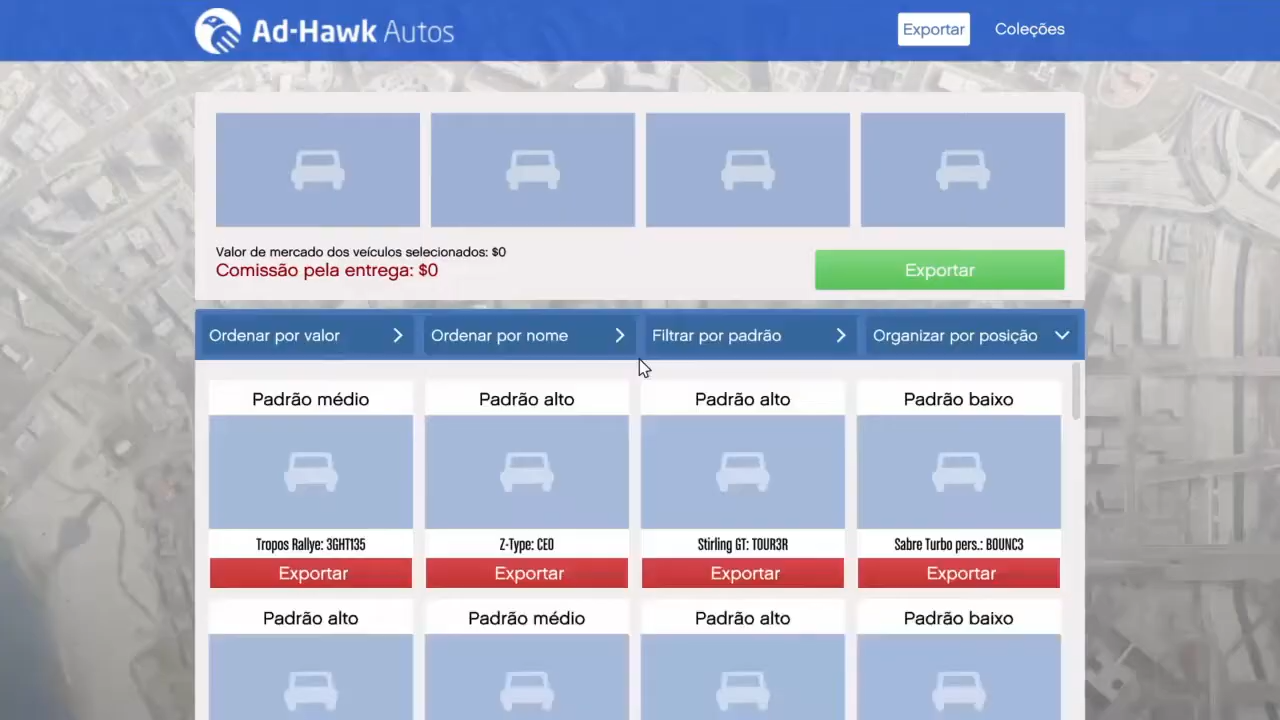 Ad-Hawk Autos
Exportar
Coleções
Valor de mercado dos veículos selecionados: $0
Comissão pela entrega: $0
Exportar
Ordenar por valor
Ordenar por nome
Filtrar por padrão
Organizar por posição
Padrão médio
Padrão alto
Padrão alto
Padrão baixo
Tropos Rallye: 3GHT135
Z-Type: CEO
Stirling GT: TOUR3R
Sabre Turbo pers.: B0UNC3
Exportar
Exportar
Exportar
Exportar
Padrão alto
Padrão médio
Padrão alto
Padrão baixo